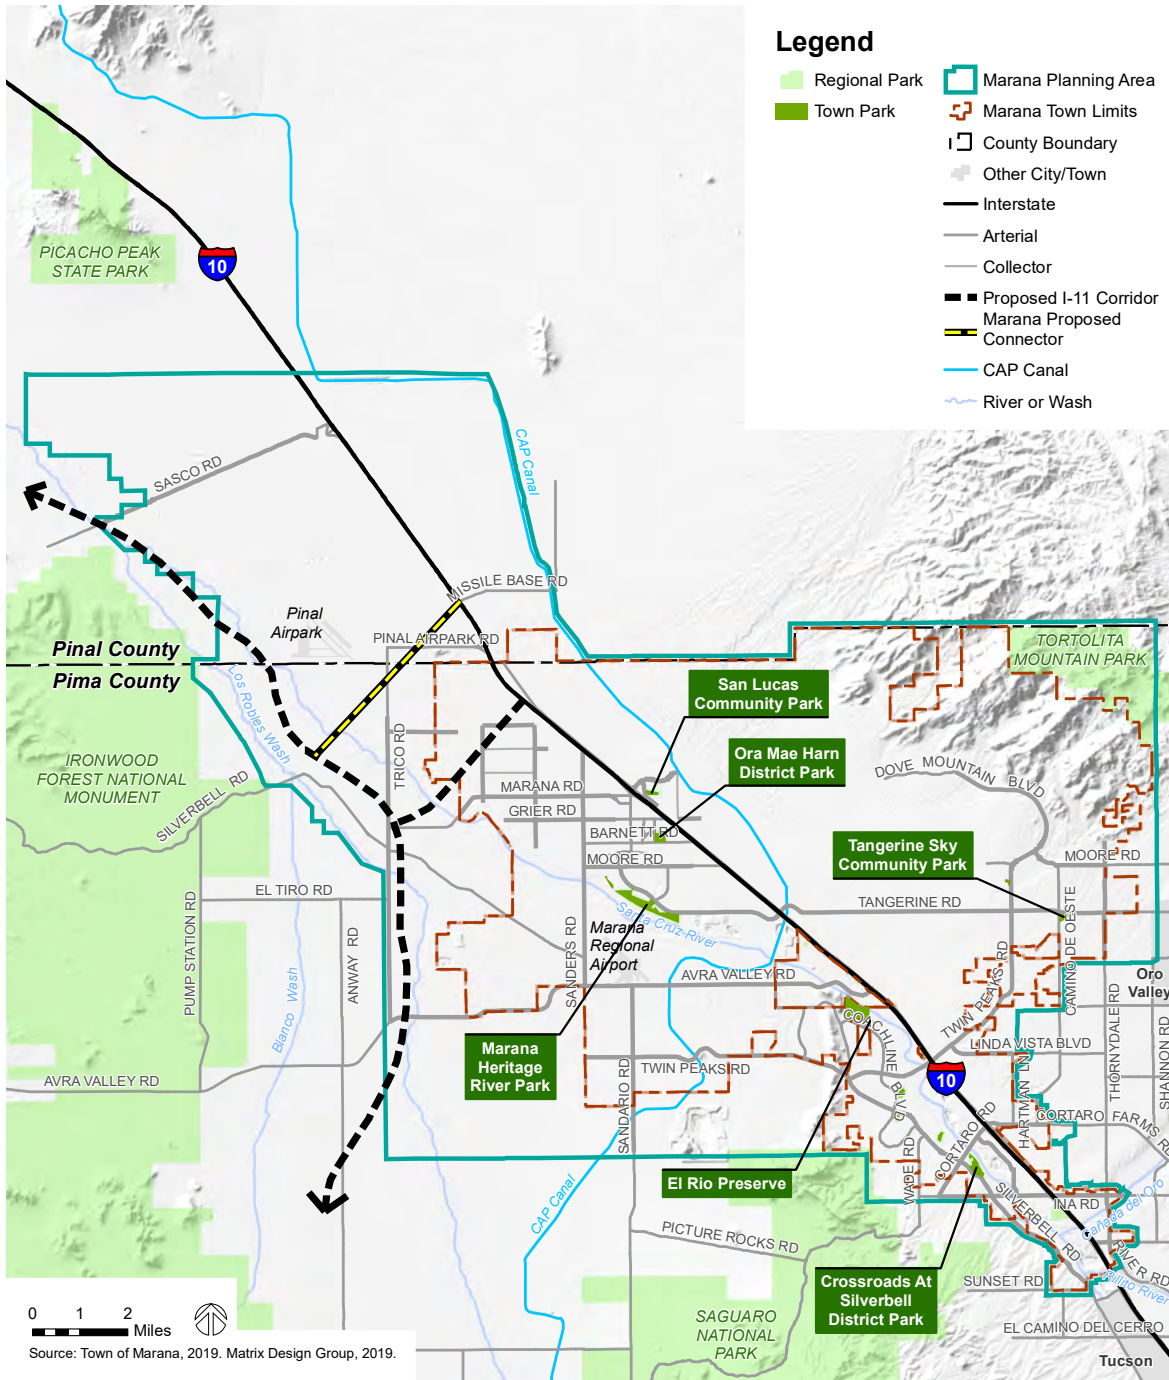 Legend
Regional Park
Town Park
Marana Planning Area
Marana Town Limits
County Boundary
Other City/Town
Interstate
Arterial
Collector
Proposed I-11 Corridor
Marana Proposed
Connector
CAP Canal
River or Wash
PICACHO PEAK
STATE PARK
10
CAP Canal
SASCO RD
MISSILE BASE RD
Pinal
Airpark
PINAL AIRPARK RD
Pinal County
Pima County
TORTOLITA
MOUNTAIN PARK
San Lucas
Community Park
Los Robles Wash
TRICO RD
Ora Mae Harn
District Park
IRONWOOD
FOREST NATIONAL
MONUMENT
SILVERBELL RD
MARANA RD
GRIER RD
DOVE MOUNTAIN BLVD
BARNETT RD
MOORE RD
Tangerine Sky
Community Park
MOORE RD
EL TIRO RD
TANGERINE RD
PUMP STATION RD
ANWAY RD
SANDERS RD
Santa Cruz River
Marana
Regional
Airport
CAMINO DE OESTE
TWIN PEAKS RD
Oro
Valley
AVRA VALLEY RD
Blanco Wash
COACHLINE BLVD
THORNYDALE RD
SHANNON RD
LINDA VISTA BLVD
Marana
Heritage
River Park
SANDARIO RD
TWIN PEAKS RD
10
HARTMAN LN
AVRA VALLEY RD
CORTARO FARMS RD
CORTARO RD
WADE RD
El Rio Preserve
CAP Canal
SILVERBELL RD
INA RD
Cañada del Oro
PICTURE ROCKS RD
RIVER RD
Rillito River
Crossroads At
Silverbell
District Park
SUNSET RD
SAGUARO
NATIONAL
PARK
EL CAMINO DEL CERRO
Tucson
0 1 2
Miles
Source: Town of Marana, 2019. Matrix Design Group, 2019.